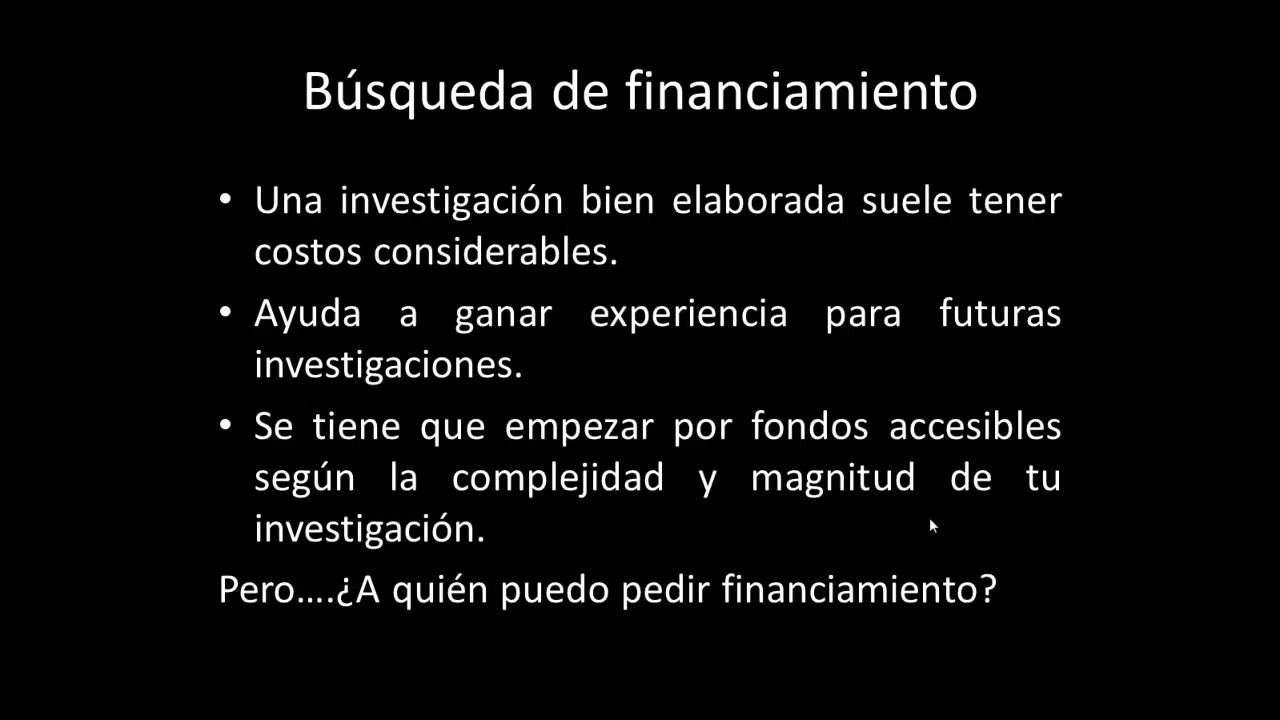 Búsqueda de financiamiento
• Una investigación bien elaborada suele tener
costos considerables.
• Ayuda a ganar experiencia para futuras
investigaciones.
• Se tiene que empezar por fondos accesibles
según la complejidad y magnitud de tu
investigación.
Pero....¿A quién puedo pedir financiamiento?